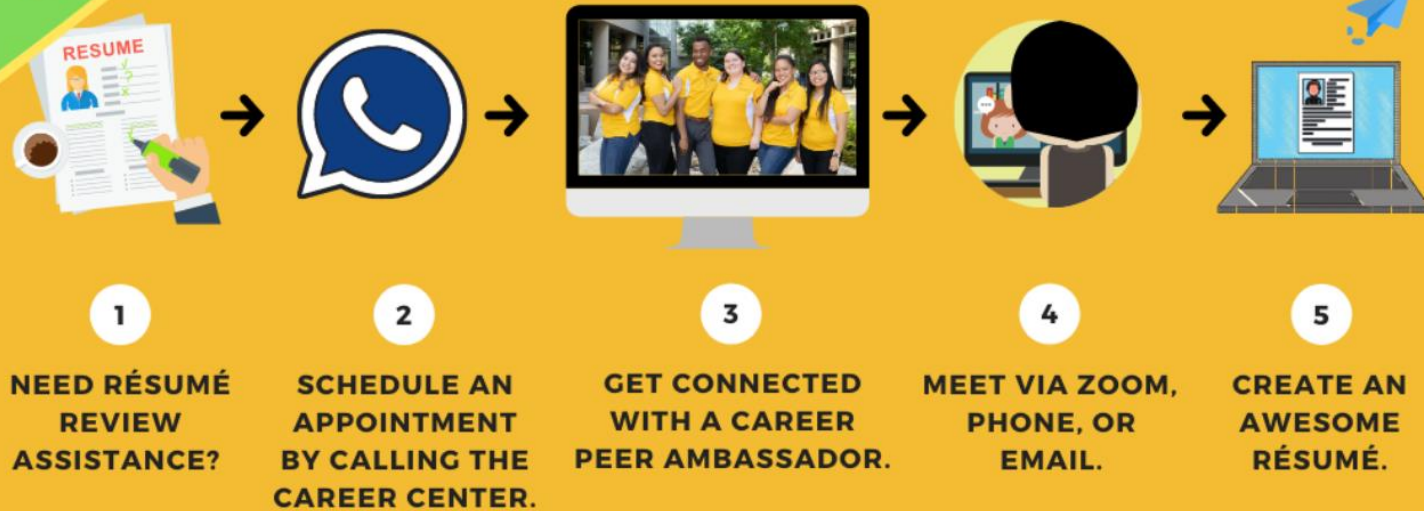 RESUME
1
NEED RÉSUMÉ
REVIEW
ASSISTANCE?
2
SCHEDULE AN
APPOINTMENT
BY CALLING THE
CAREER CENTER.
3
GET CONNECTED
WITH A CAREER
PEER AMBASSADOR.
4
MEET VIA ZOOM,
PHONE, OR
EMAIL.
5
CREATE AN
AWESOME
RÉSUMÉ.